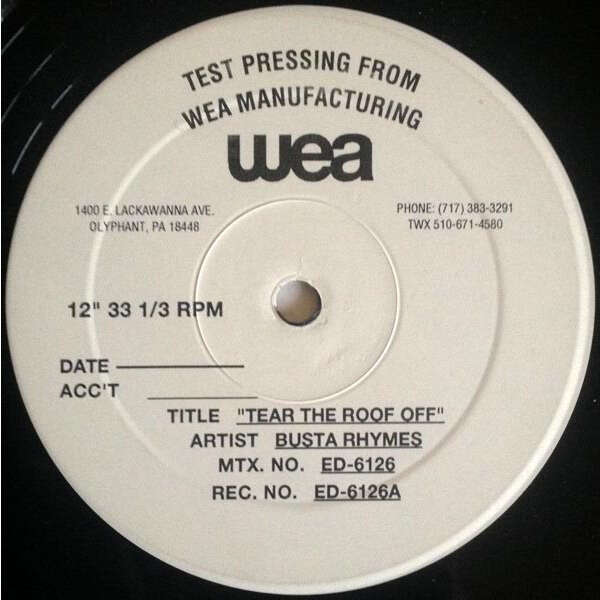 TEST PRESSING FROM
WEA MANUFACTURING
wea
1400 E. LACKAWANNA AVE.
OLYPHANT, PA 18448
PHONE: (717) 383-3291
TWX 510-671-4580
12" 33 1/3 RPM
DATE
ACC'T
TITLE "TEAR THE ROOF OFF"
ARTIST BUSTA RHYMES
MTX. NO. ED-6126
REC. NO. ED-6126A